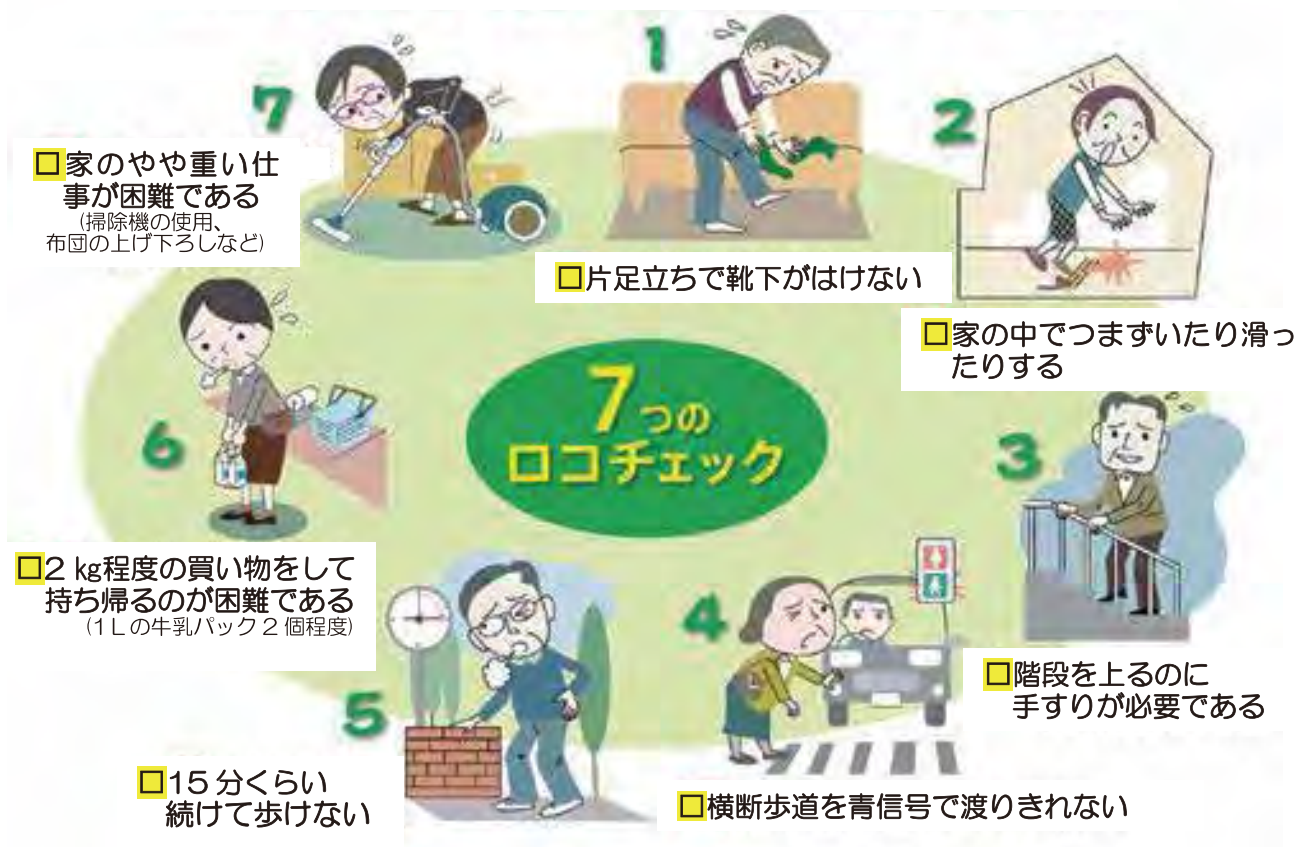 7つの
ロコチェック
1
□片足立ちで靴下がはけない
2
□家の中でつまずいたり滑っ
たりする
3
□階段を上るのに
手すりが必要である
4
□横断歩道を青信号で渡りきれない
5
□15分くらい
続けて歩けない
6
□2㎏程度の買い物をして
持ち帰るのが困難である
(1Lの牛乳パック2個程度)
7
□家のやや重い仕
事が困難である
(掃除機の使用、
布団の上げ下ろしなど)